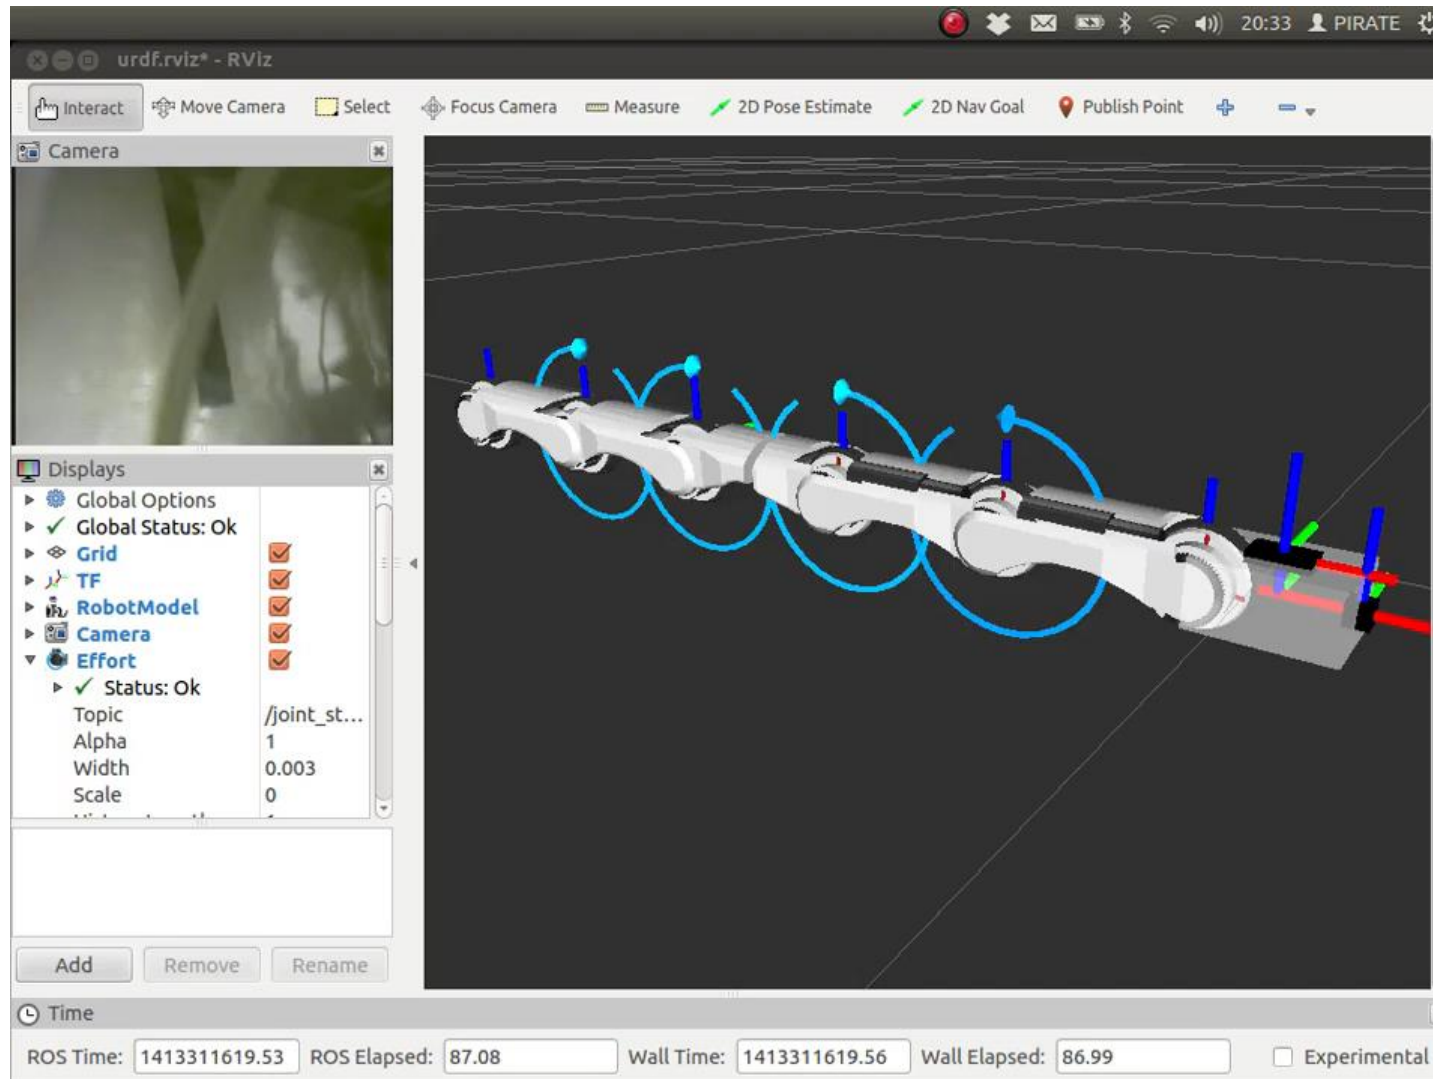 20:33 PIRATE
urdf.rviz* - RViz
Interact Move Camera Select Focus Camera Measure 2D Pose Estimate 2D Nav Goal Publish Point
Camera
Displays
Global Options
Global Status: Ok
Grid
TF
RobotModel
Camera
Effort
Status: Ok
Topic /joint_st...
Alpha 1
Width 0.003
Scale 0
Add Remove Rename
Time
ROS Time: 1413311619.53 ROS Elapsed: 87.08 Wall Time: 1413311619.56 Wall Elapsed: 86.99 Experimental